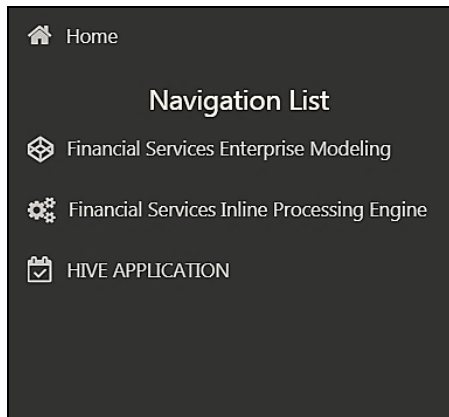 Home
Navigation List
Financial Services Enterprise Modeling
Financial Services Inline Processing Engine
HIVE APPLICATION